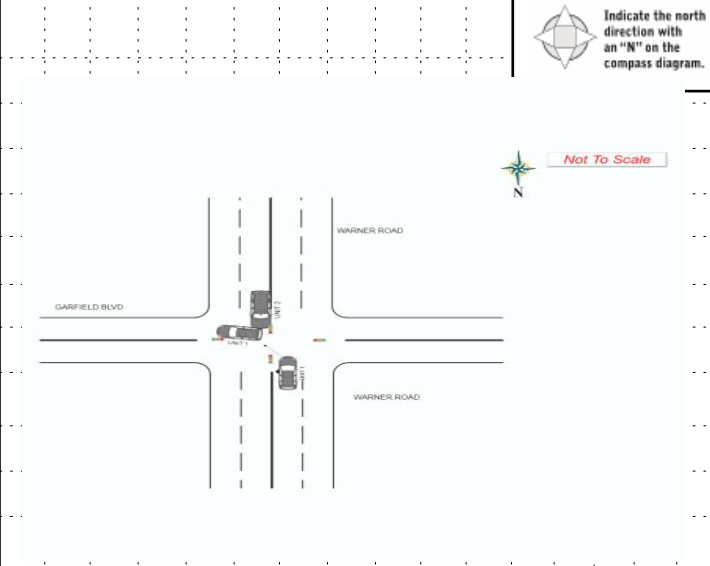 Indicate the north
direction with
an “N” on the
compass diagram.
Not To Scale
N
WARNER ROAD
GARFIELD BLVD
UNIT 2
UNIT 1
UNIT 1
WARNER ROAD